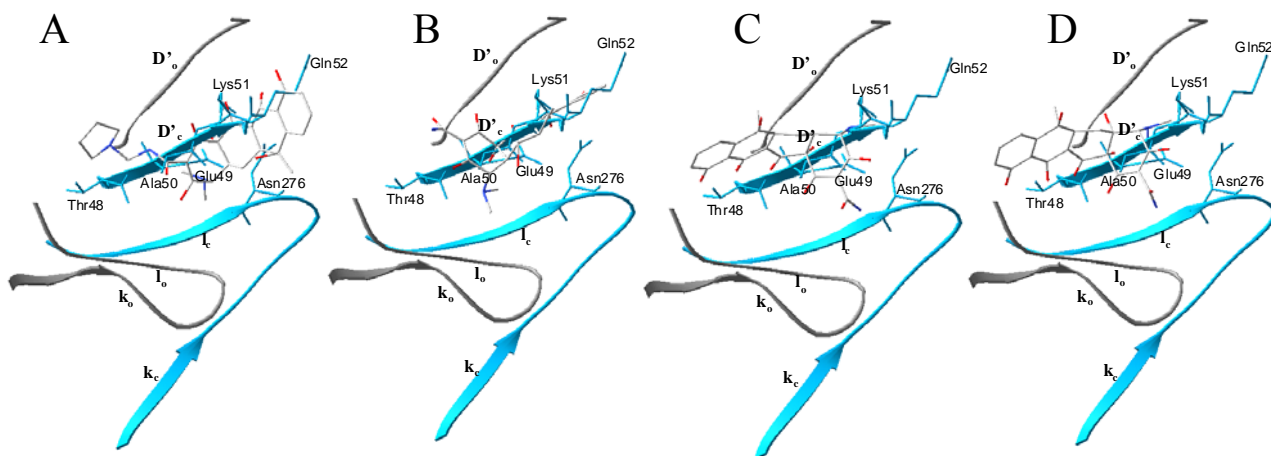 A
D'o
Gln52
Lys51
D'c
Ala50
Glu49
Asn276
Thr48
lc
lo
ko
kc
B
D'o
Gln52
Lys51
D'c
Ala50
Glu49
Asn276
Thr48
lc
lo
ko
kc
C
D'o
Gln52
Lys51
D'c
Ala50
Glu49
Asn276
Thr48
lc
lo
ko
kc
D
D'o
Gln52
Lys51
D'c
Ala50
Glu49
Asn276
Thr48
lc
lo
ko
kc